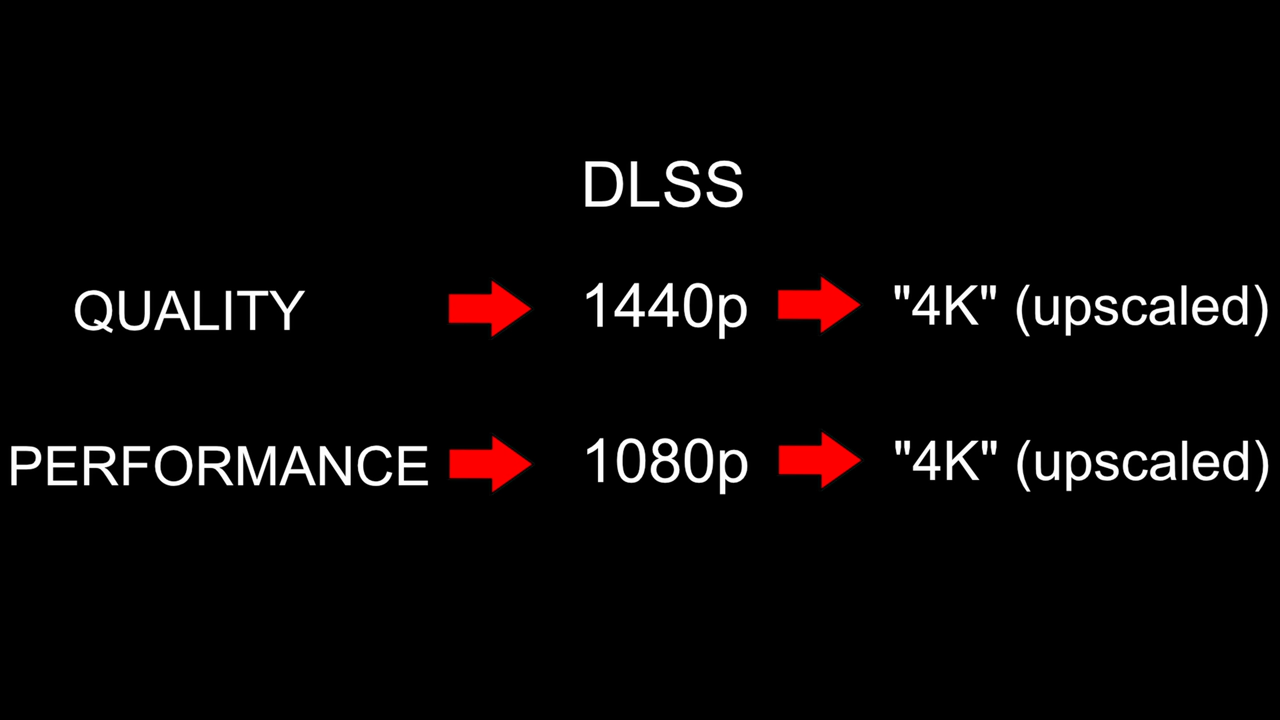 DLSS
QUALITY 1440p "4K" (upscaled)
PERFORMANCE 1080p "4K" (upscaled)